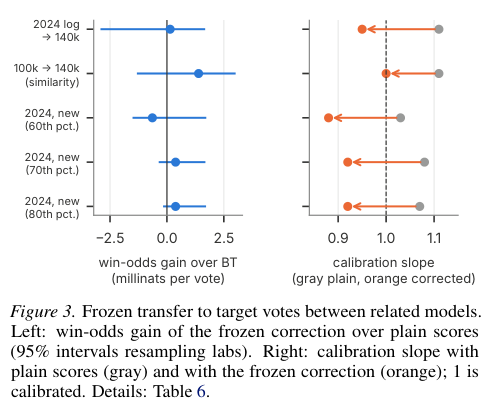 2024 log
→ 140k
100k → 140k
(similarity)
2024, new
(60th pct.)
2024, new
(70th pct.)
2024, new
(80th pct.)
−2.5 0.0 2.5
win-odds gain over BT
(millinats per vote)
0.9 1.0 1.1
calibration slope
(gray plain, orange corrected)
Figure 3. Frozen transfer to target votes between related models.
Left: win-odds gain of the frozen correction over plain scores
(95% intervals resampling labs). Right: calibration slope with
plain scores (gray) and with the frozen correction (orange); 1 is
calibrated. Details: Table 6.